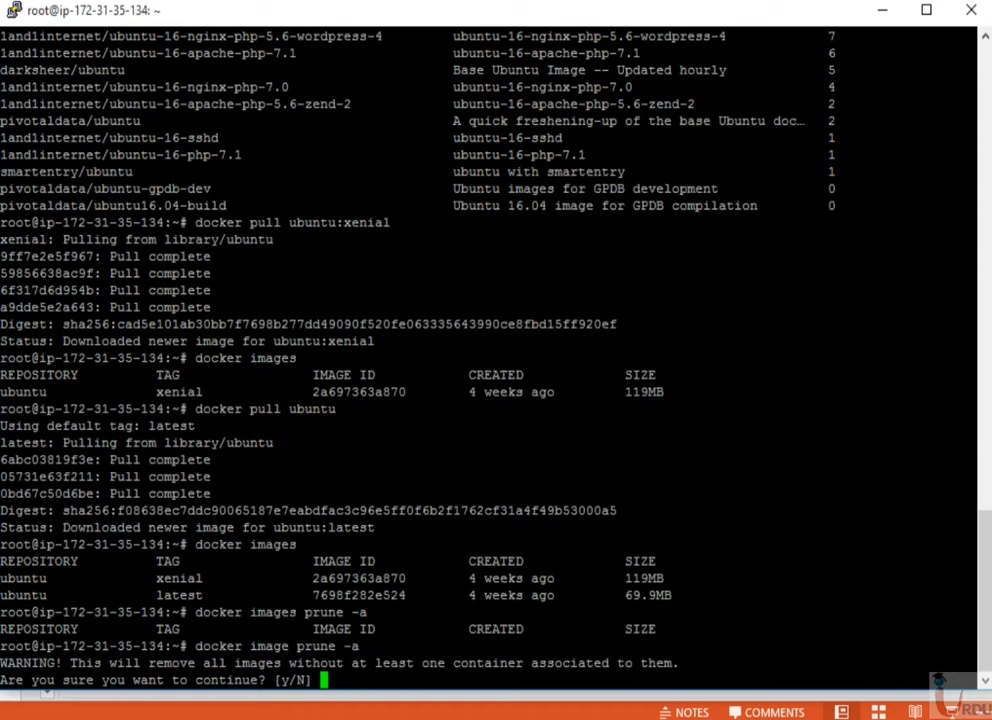 root@ip-172-31-35-134: ~
1and1internet/ubuntu-16-nginx-php-5.6-wordpress-4 ubuntu-16-nginx-php-5.6-wordpress-4 7
1and1internet/ubuntu-16-apache-php-7.1 ubuntu-16-apache-php-7.1 6
darksheer/ubuntu Base Ubuntu Image -- Updated hourly 5
1and1internet/ubuntu-16-nginx-php-7.0 ubuntu-16-nginx-php-7.0 4
1and1internet/ubuntu-16-apache-php-5.6-zend-2 ubuntu-16-apache-php-5.6-zend-2 2
pivotaldata/ubuntu A quick freshening-up of the base Ubuntu doc… 2
1and1internet/ubuntu-16-sshd ubuntu-16-sshd 1
1and1internet/ubuntu-16-php-7.1 ubuntu-16-php-7.1 1
smartentry/ubuntu ubuntu with smartentry 1
pivotaldata/ubuntu-gpdb-dev Ubuntu images for GPDB development 0
pivotaldata/ubuntu16.04-build Ubuntu 16.04 image for GPDB compilation 0
root@ip-172-31-35-134:~# docker pull ubuntu:xenial
xenial: Pulling from library/ubuntu
9ff7e2e5f967: Pull complete
59856638ac9f: Pull complete
6f317d6d954b: Pull complete
a9dde5e2a643: Pull complete
Digest: sha256:cad5e101ab30bb7f7698b277dd49090f520fe063335643990ce8fbd15ff920ef
Status: Downloaded newer image for ubuntu:xenial
root@ip-172-31-35-134:~# docker images
REPOSITORY TAG IMAGE ID CREATED SIZE
ubuntu xenial 2a697363a870 4 weeks ago 119MB
root@ip-172-31-35-134:~# docker pull ubuntu
Using default tag: latest
latest: Pulling from library/ubuntu
6abc03819f3e: Pull complete
05731e63f211: Pull complete
0bd67c50d6be: Pull complete
Digest: sha256:f08638ec7ddc90065187e7eabdfac3c96e5ff0f6b2f1762cf31a4f49b53000a5
Status: Downloaded newer image for ubuntu:latest
root@ip-172-31-35-134:~# docker images
REPOSITORY TAG IMAGE ID CREATED SIZE
ubuntu xenial 2a697363a870 4 weeks ago 119MB
ubuntu latest 7698f282e524 4 weeks ago 69.9MB
root@ip-172-31-35-134:~# docker images prune -a
REPOSITORY TAG IMAGE ID CREATED SIZE
root@ip-172-31-35-134:~# docker image prune -a
WARNING! This will remove all images without at least one container associated to them.
Are you sure you want to continue? [y/N]
NOTES COMMENTS